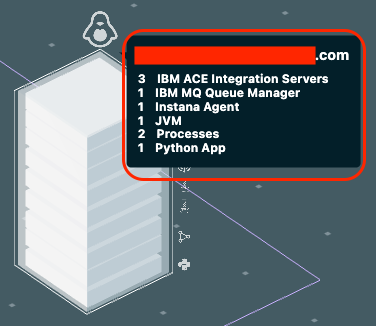 .com
3 IBM ACE Integration Servers
1 IBM MQ Queue Manager
1 Instana Agent
1 JVM
2 Processes
1 Python App